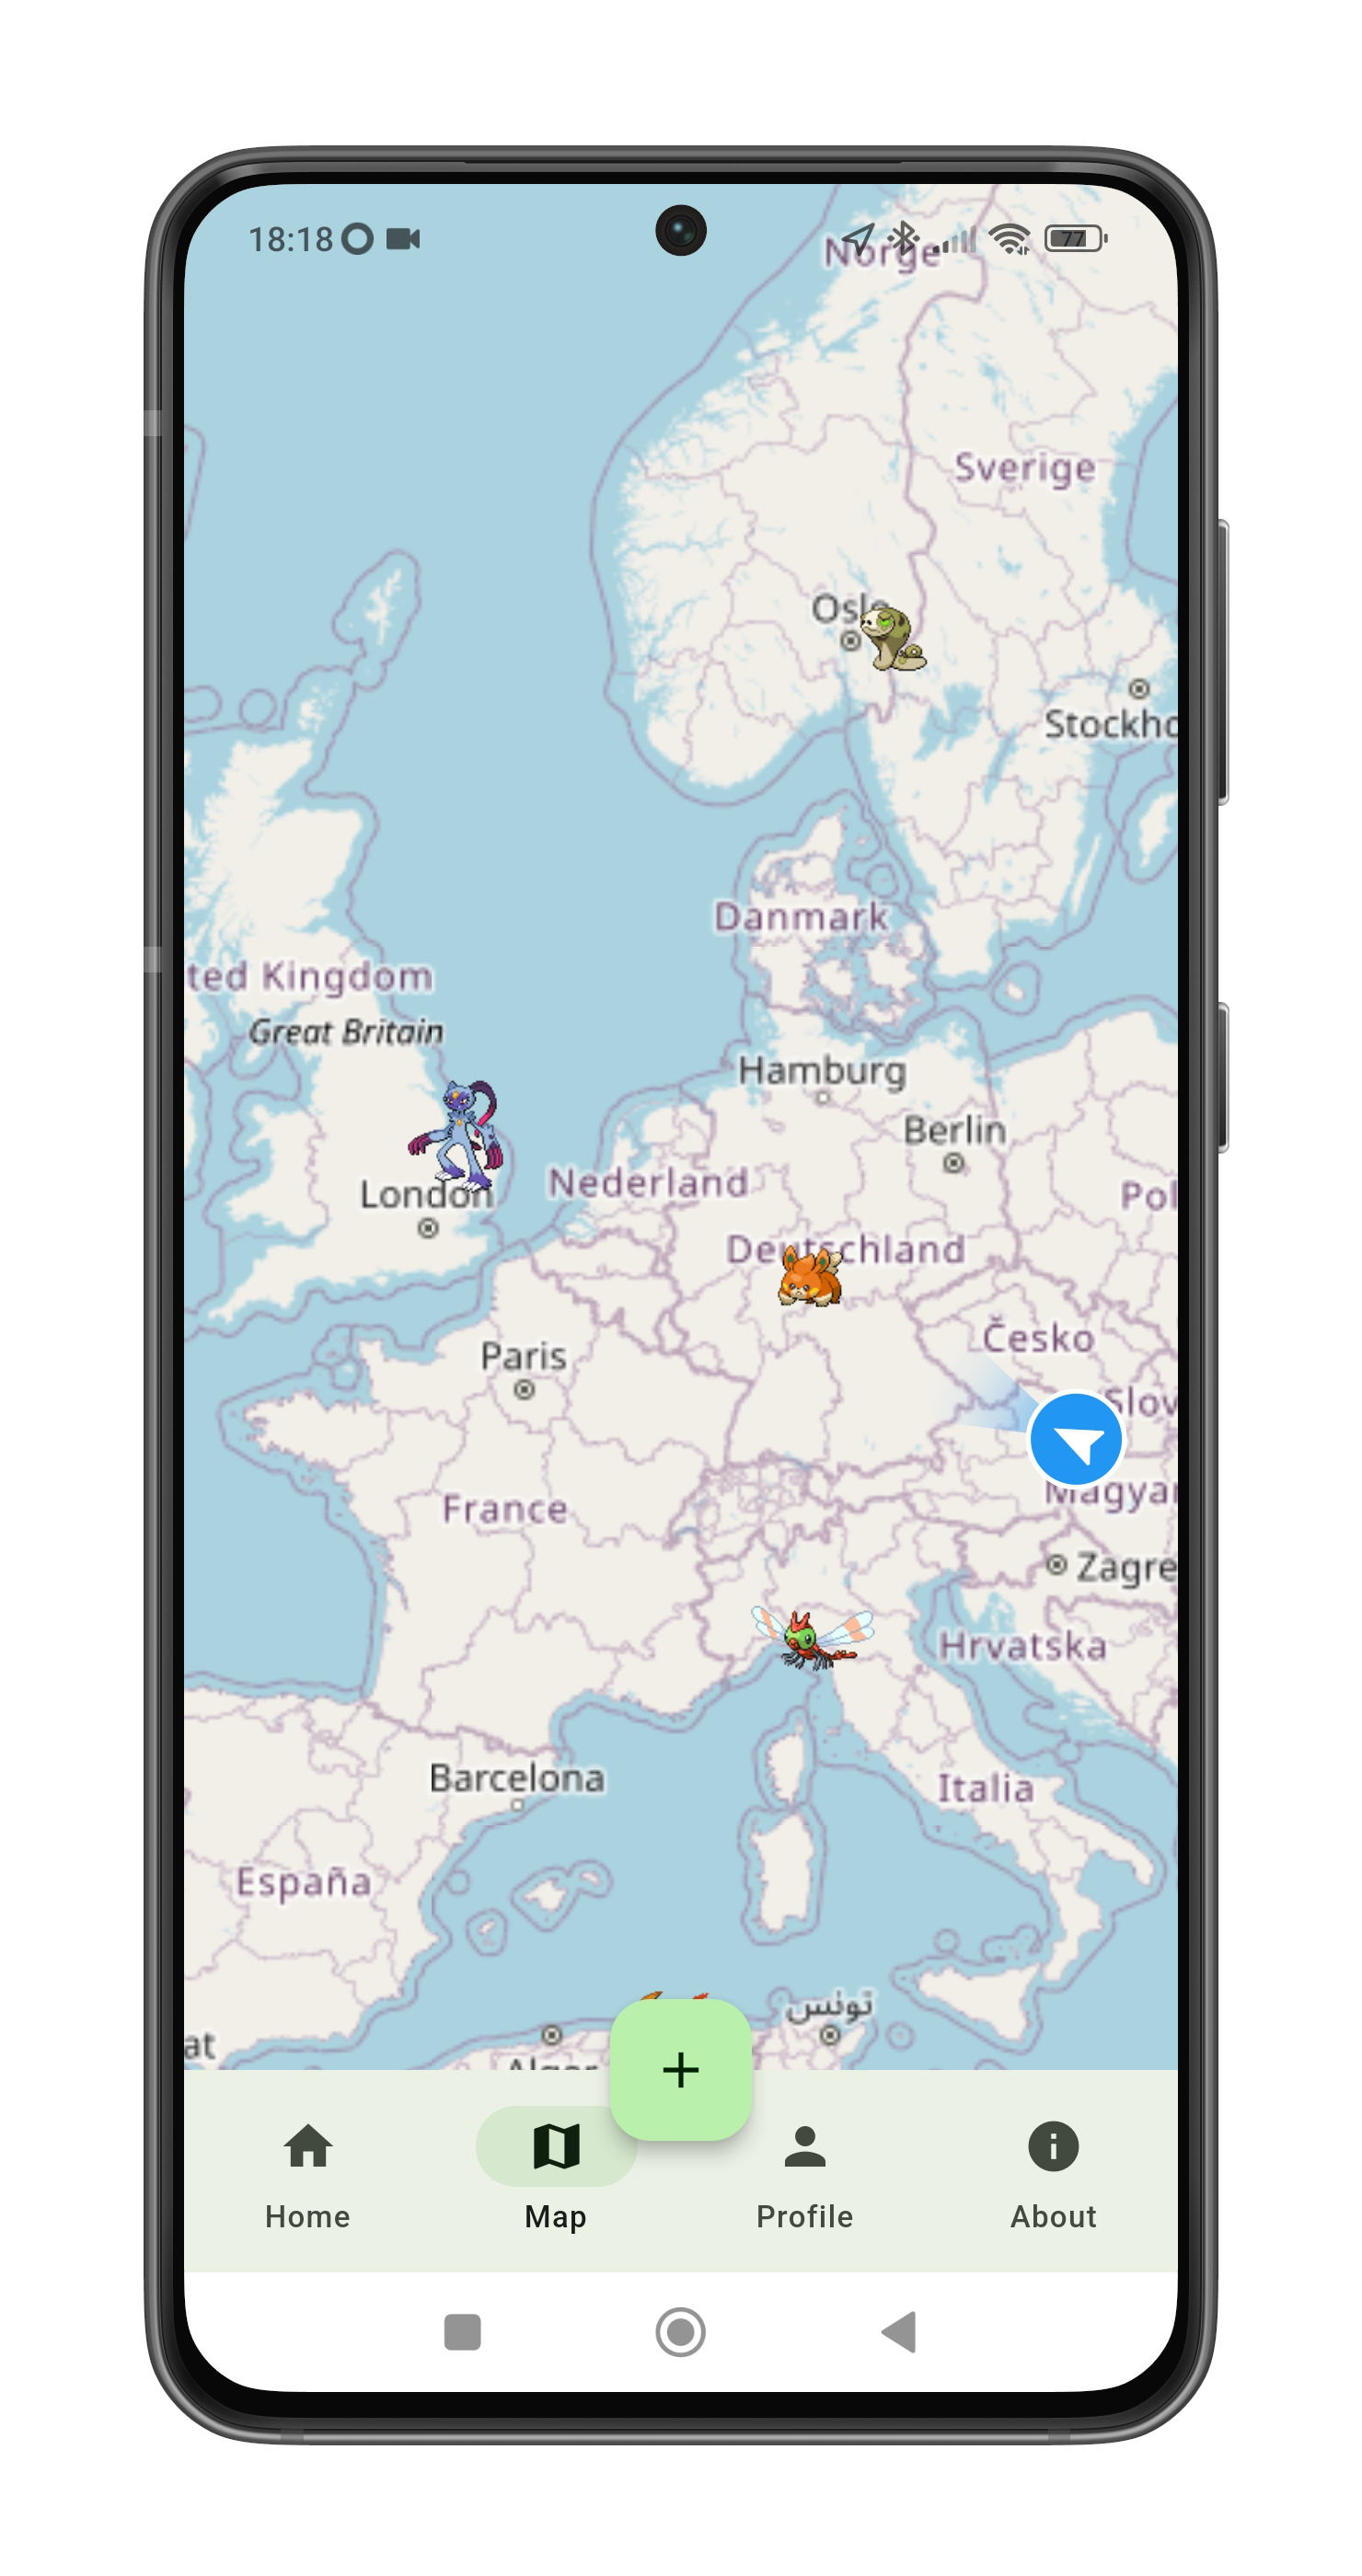 18:18
77
Norge
Sverige
Oslo
Stockho
Danmark
ted Kingdom
Great Britain
Hamburg
Berlin
London
Nederland
Pol
Deutschland
Česko
Paris
Slov
Magyar
France
Zagre
Hrvatska
Barcelona
Italia
España
تونس
at
Alger
+
Home
Map
Profile
About